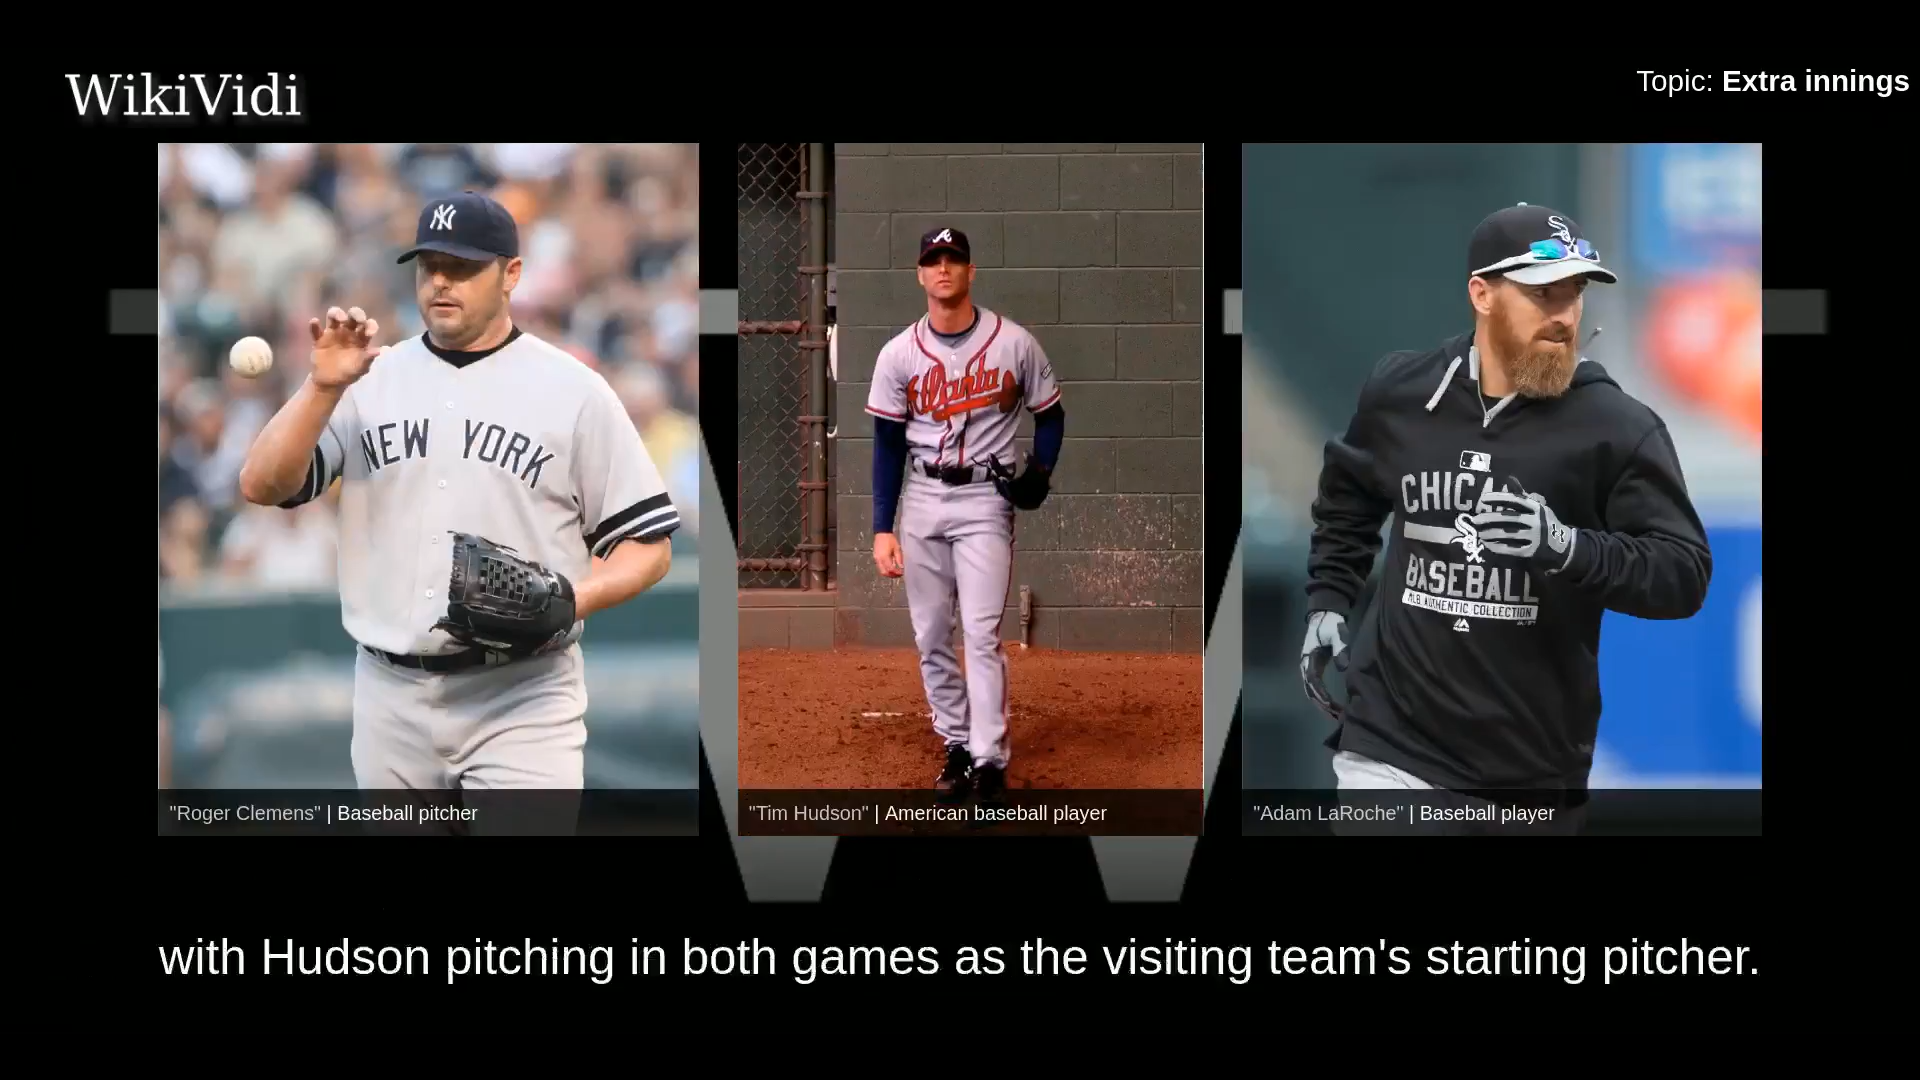 WikiVidi
Topic: Extra innings
NY
NEW YORK
A
Atlanta
Sox
CHICA
Sox
BASEBALL
MLB AUTHENTIC COLLECTION
"Roger Clemens" | Baseball pitcher
"Tim Hudson" | American baseball player
"Adam LaRoche" | Baseball player
with Hudson pitching in both games as the visiting team's starting pitcher.